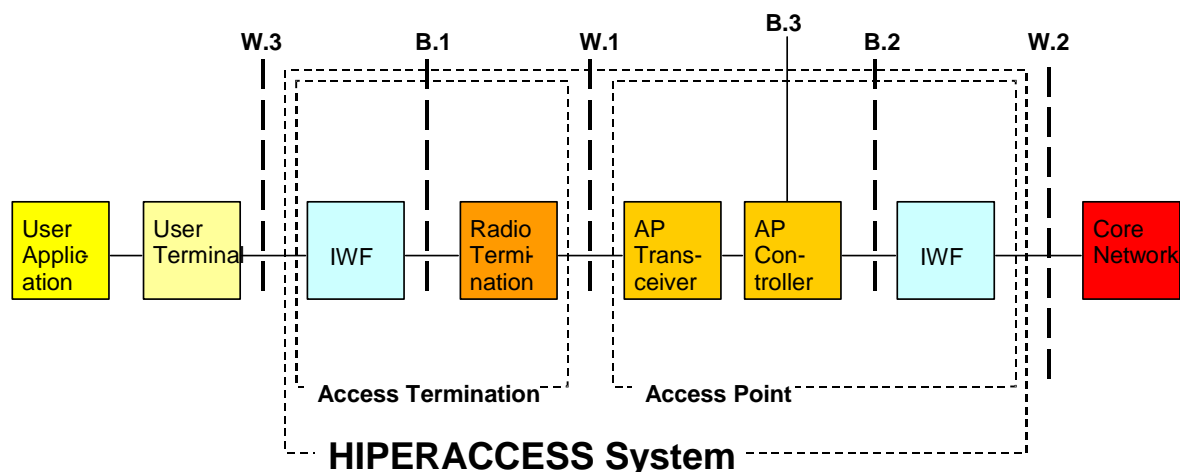 W.3
B.1
W.1
B.3
B.2
W.2
User
Applic-
ation
User
Terminal
IWF
Radio
Termi-
nation
AP
Trans-
ceiver
AP
Con-
troller
IWF
Core
Network
Access Termination
Access Point
HIPERACCESS System